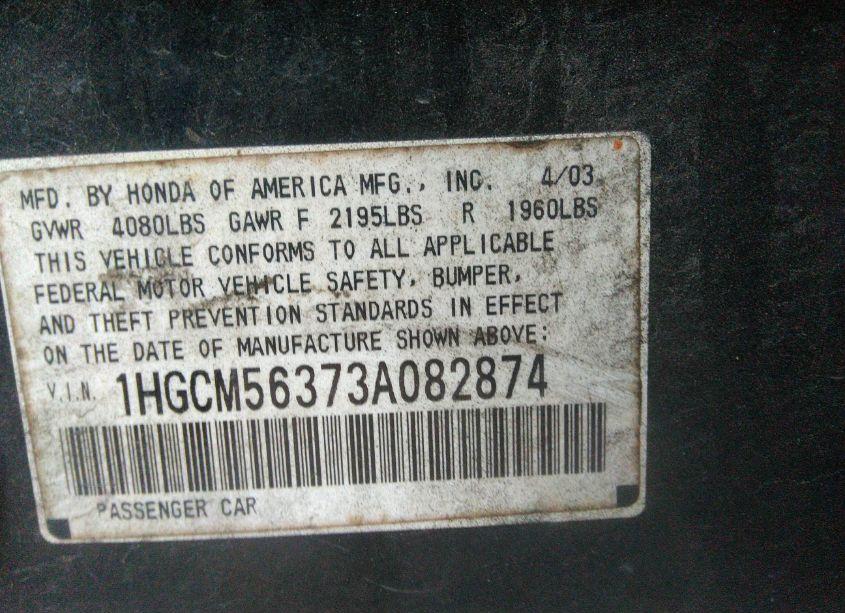 MFD. BY HONDA OF AMERICA MFG., INC. 4/03
GVWR 4080LBS GAWR F 2195LBS R 1960LBS
THIS VEHICLE CONFORMS TO ALL APPLICABLE
FEDERAL MOTOR VEHICLE SAFETY, BUMPER,
AND THEFT PREVENTION STANDARDS IN EFFECT
ON THE DATE OF MANUFACTURE SHOWN ABOVE:
V.I.N. 1HGCM56373A082874
PASSENGER CAR